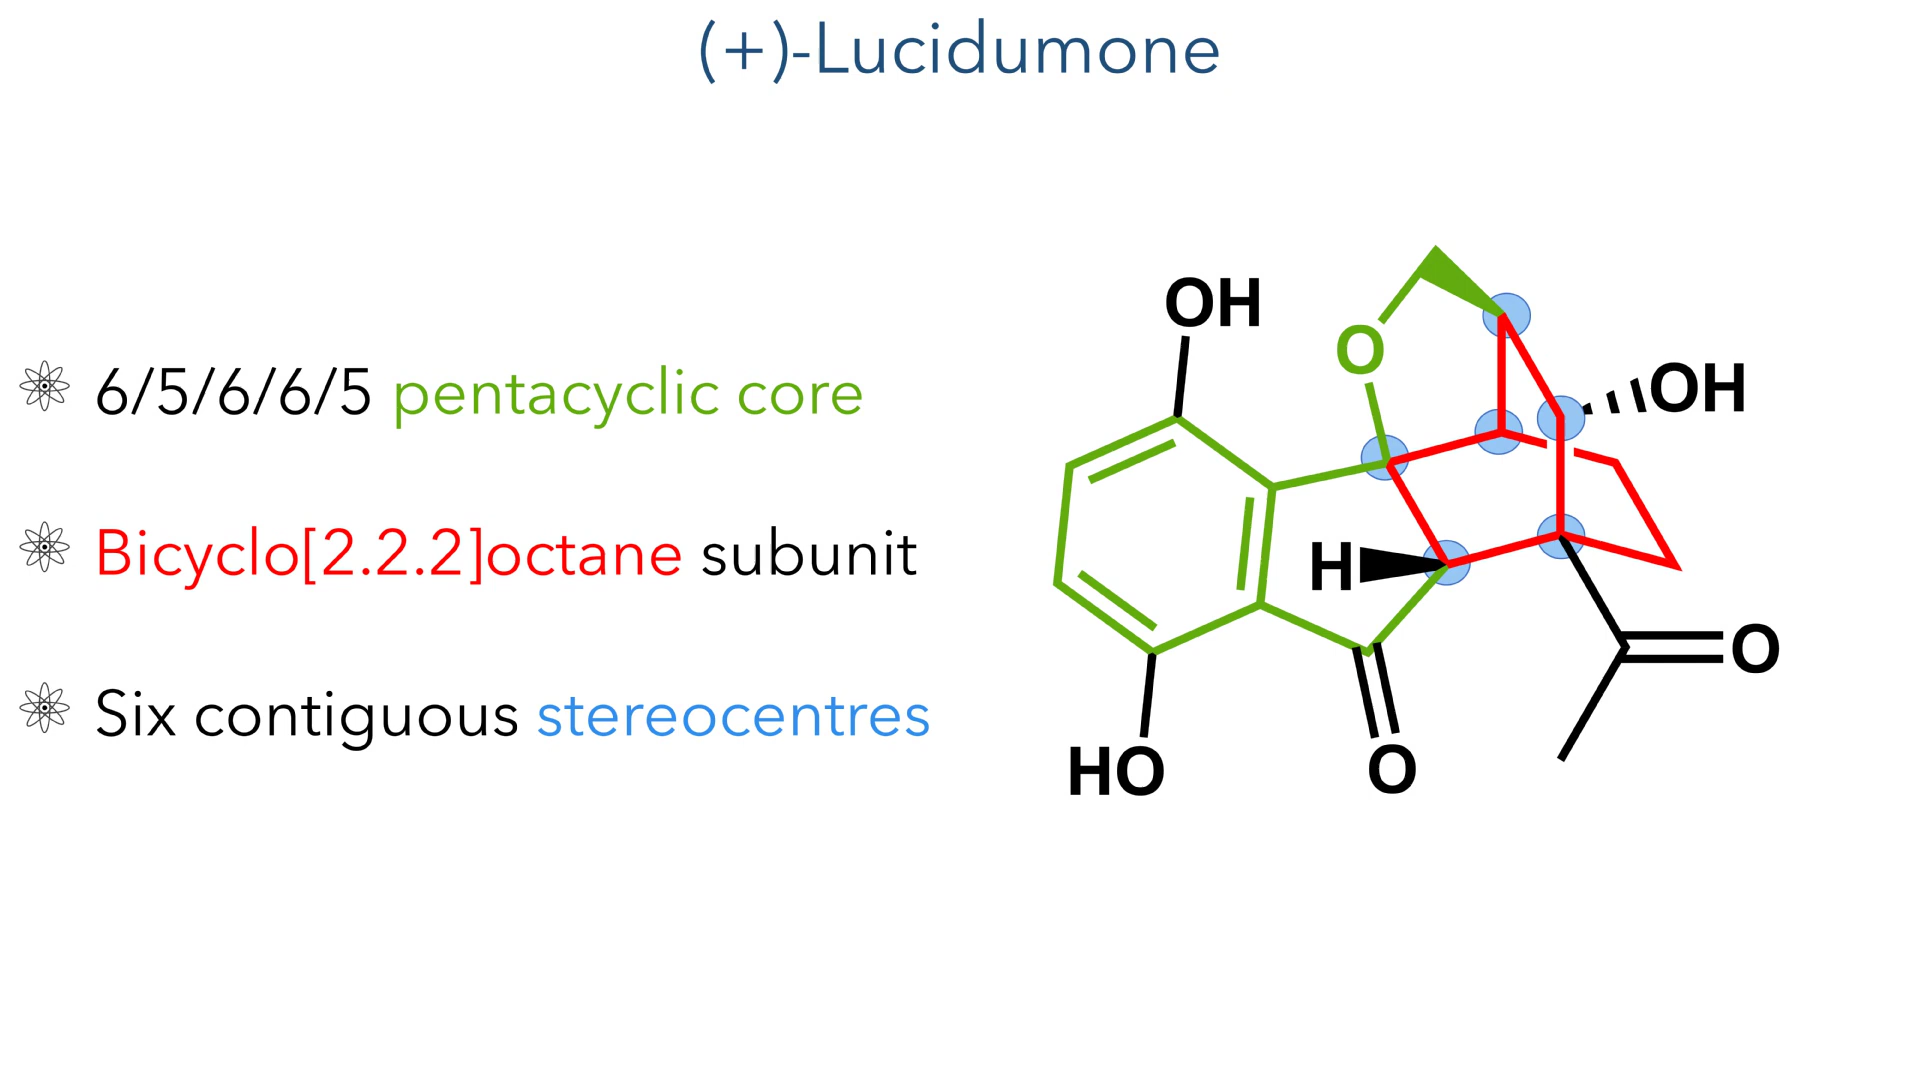 (+)-Lucidumone
6/5/6/6/5 pentacyclic core
Bicyclo[2.2.2]octane subunit
Six contiguous stereocentres
OH
O
OH
H
O
HO
O